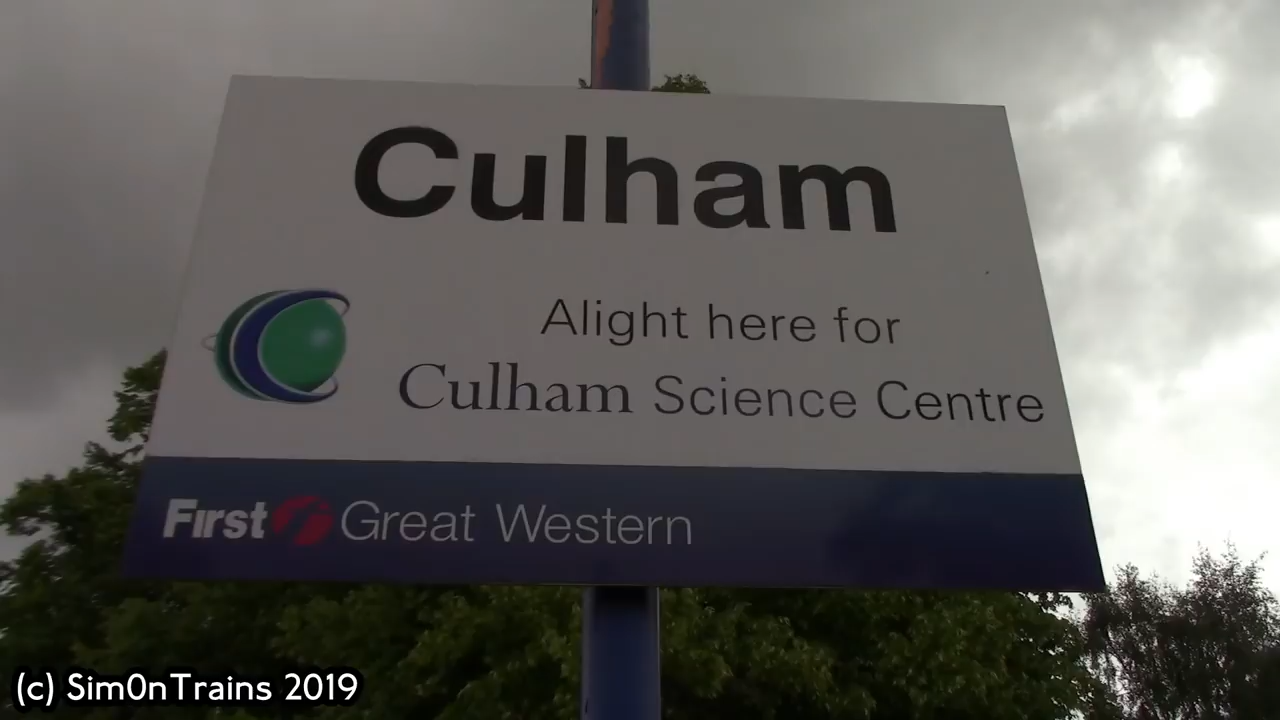 Culham
Alight here for
Culham Science Centre
First Great Western
(c) Sim0nTrains 2019